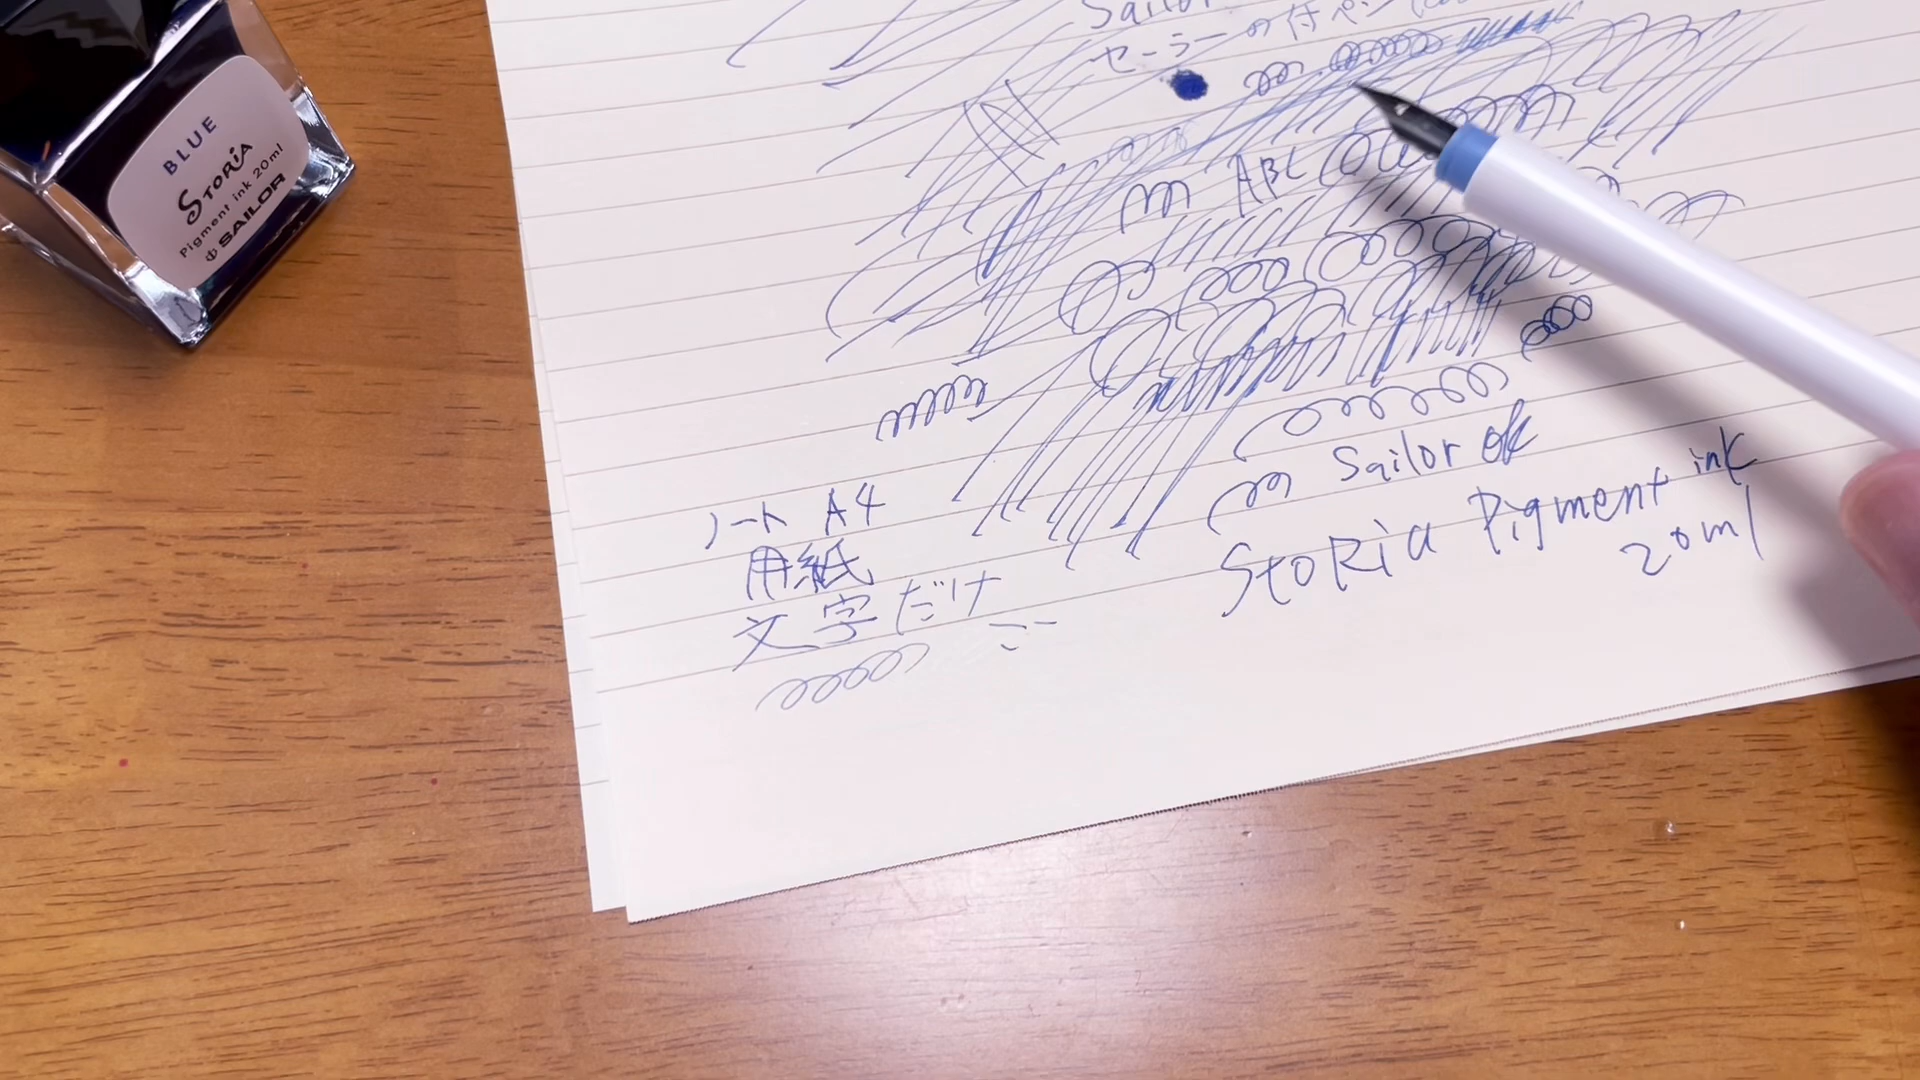 BLUE
STORiA
Pigment ink 20ml
SAILOR
Sailor
セーラーの付ペン
ABC
Sailor
StoRia Pigment ink
20ml
ノート A4
用紙
文字だけ